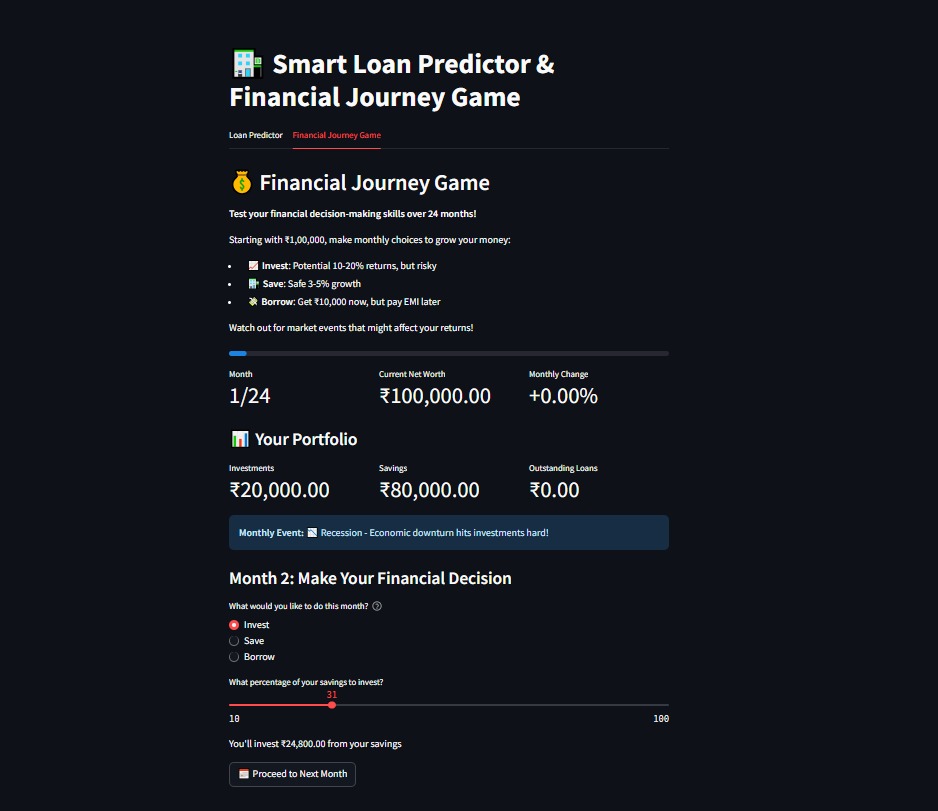 🏦 Smart Loan Predictor &
Financial Journey Game
Loan Predictor Financial Journey Game
💰 Financial Journey Game
Test your financial decision-making skills over 24 months!
Starting with ₹1,00,000, make monthly choices to grow your money:
• 📈 Invest: Potential 10-20% returns, but risky
• 🏦 Save: Safe 3-5% growth
• 💸 Borrow: Get ₹10,000 now, but pay EMI later
Watch out for market events that might affect your returns!
Month Current Net Worth Monthly Change
1/24 ₹100,000.00 +0.00%
📊 Your Portfolio
Investments Savings Outstanding Loans
₹20,000.00 ₹80,000.00 ₹0.00
Monthly Event: 📉 Recession - Economic downturn hits investments hard!
Month 2: Make Your Financial Decision
What would you like to do this month? ?
Invest
Save
Borrow
What percentage of your savings to invest?
31
10 100
You'll invest ₹24,800.00 from your savings
📅 Proceed to Next Month